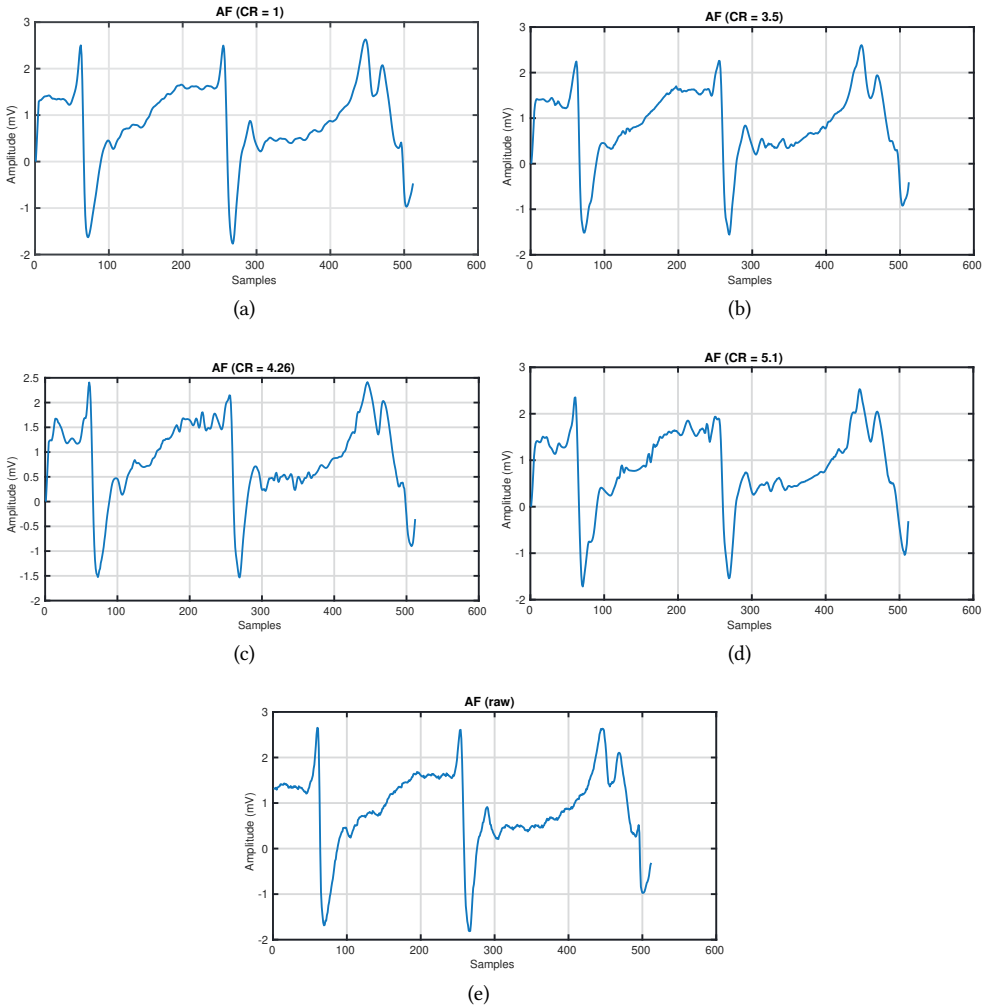 AF (CR = 1)
3
2
1
0
-1
-2
Amplitude (mV)
0 100 200 300 400 500 600
Samples
(a)
AF (CR = 3.5)
3
2
1
0
-1
-2
Amplitude (mV)
0 100 200 300 400 500 600
Samples
(b)
AF (CR = 4.26)
2.5
2
1.5
1
0.5
0
-0.5
-1
-1.5
-2
Amplitude (mV)
0 100 200 300 400 500 600
Samples
(c)
AF (CR = 5.1)
3
2
1
0
-1
-2
Amplitude (mV)
0 100 200 300 400 500 600
Samples
(d)
AF (raw)
3
2
1
0
-1
-2
Amplitude (mV)
0 100 200 300 400 500 600
Samples
(e)